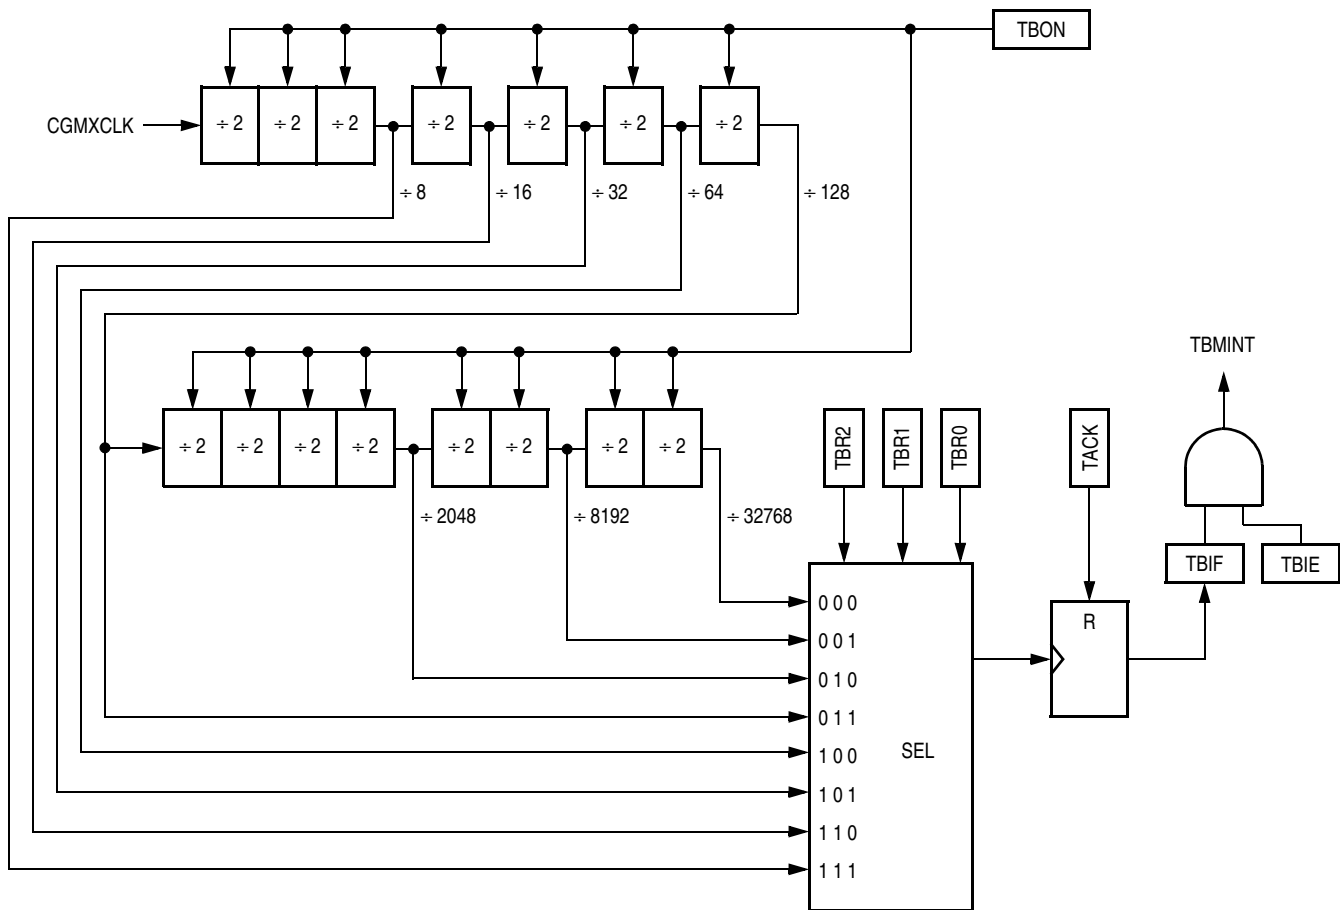 TBON
CGMXCLK
÷ 2
÷ 2
÷ 2
÷ 2
÷ 2
÷ 2
÷ 2
÷ 8
÷ 16
÷ 32
÷ 64
÷ 128
TBMINT
÷ 2
÷ 2
÷ 2
÷ 2
÷ 2
÷ 2
÷ 2
÷ 2
TBR2
TBR1
TBR0
TACK
÷ 2048
÷ 8192
÷ 32768
TBIF
TBIE
0 0 0
R
0 0 1
0 1 0
0 1 1
SEL
1 0 0
1 0 1
1 1 0
1 1 1